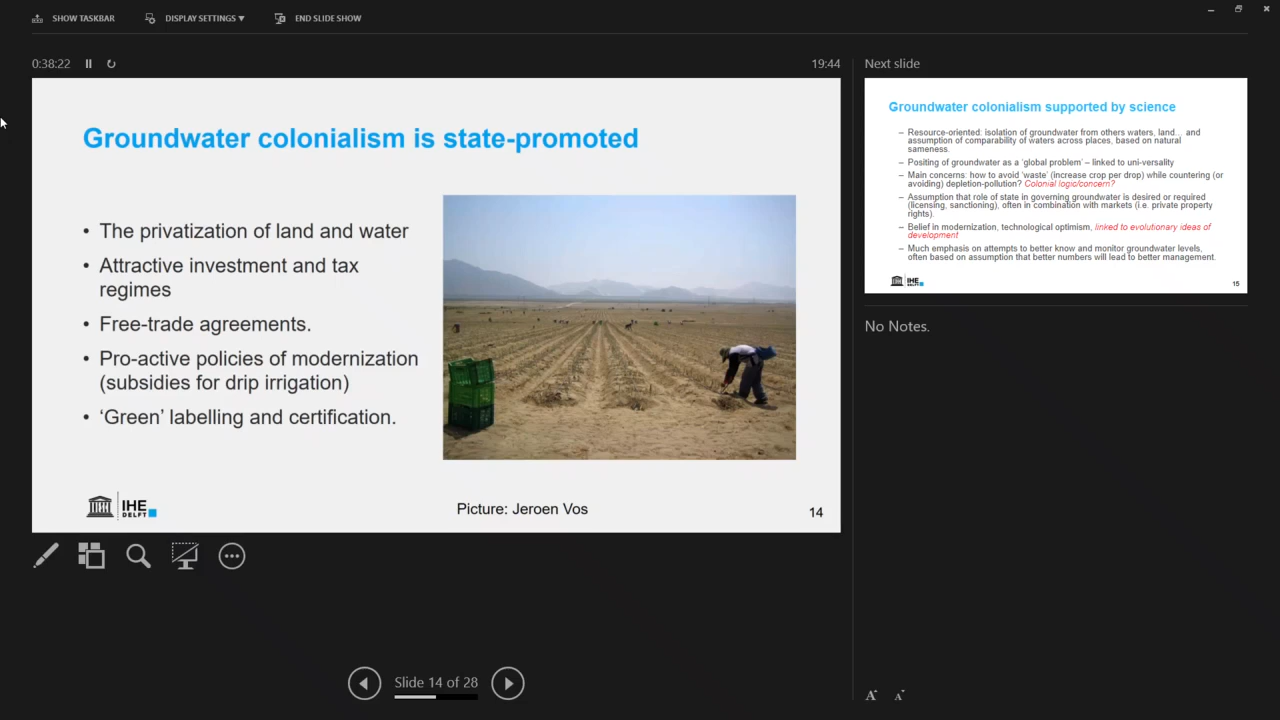 SHOW TASKBAR
DISPLAY SETTINGS ▼
END SLIDE SHOW
0:38:22
19:44
Groundwater colonialism is state-promoted
• The privatization of land and water
• Attractive investment and tax
regimes
• Free-trade agreements.
• Pro-active policies of modernization
(subsidies for drip irrigation)
• ‘Green’ labelling and certification.
IHE
DELFT
Picture: Jeroen Vos
14
Slide 14 of 28
Next slide
Groundwater colonialism supported by science
– Resource-oriented: isolation of groundwater from others waters, land... and
assumption of comparability of waters across places, based on natural
sameness.
– Positing of groundwater as a ‘global problem’ – linked to uni-versality
– Main concerns: how to avoid ‘waste’ (increase crop per drop) while countering (or
avoiding) depletion-pollution? Colonial logic/concern?
– Assumption that role of state in governing groundwater is desired or required
(licensing, sanctioning), often in combination with markets (i.e. private property
rights).
– Belief in modernization, technological optimism, linked to evolutionary ideas of
development
– Much emphasis on attempts to better know and monitor groundwater levels,
often based on assumption that better numbers will lead to better management.
IHE
DELFT
15
No Notes.
A
A